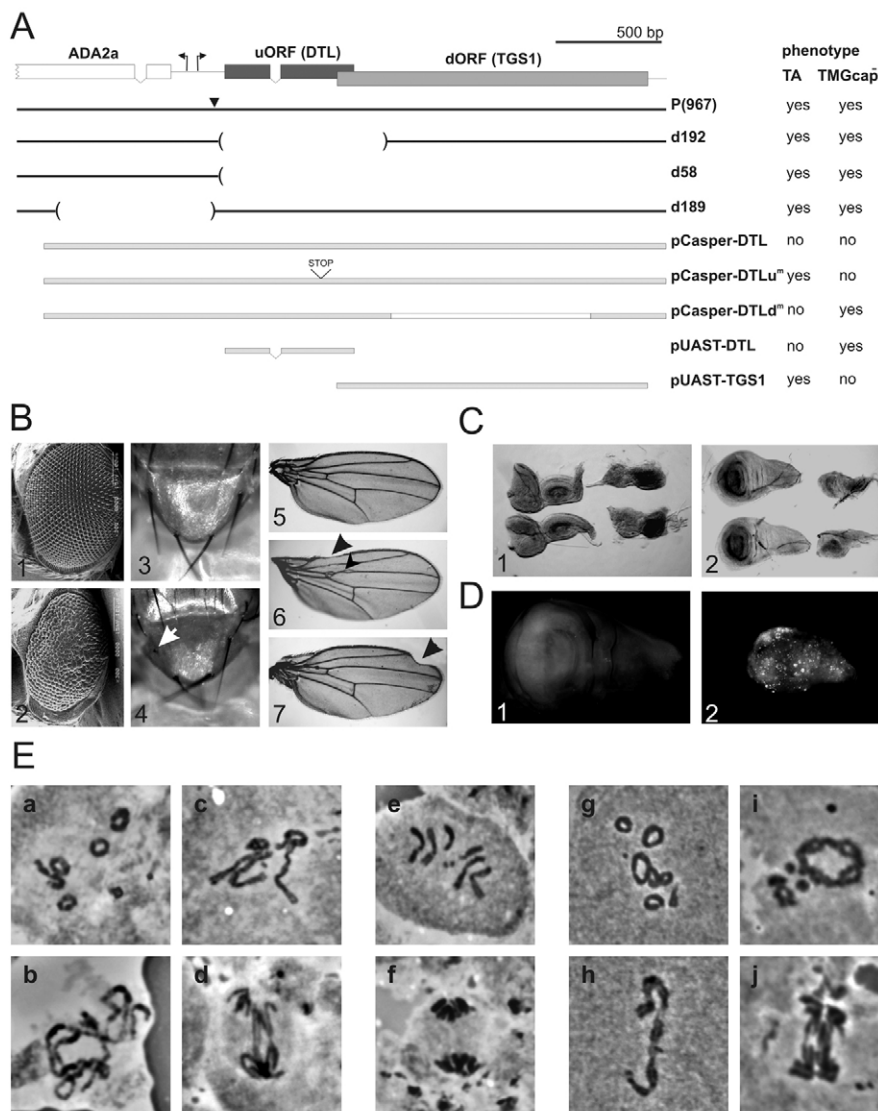 A
500 bp
ADA2a
uORF (DTL)
dORF (TGS1)
phenotype
TA TMGcap̄
P(967) yes yes
d192 yes yes
d58 yes yes
d189 yes yes
pCasper-DTL no no
STOP
pCasper-DTLuᵐ yes no
pCasper-DTLdᵐ no yes
pUAST-DTL no yes
pUAST-TGS1 yes no
B
C
1
3
5
1
2
6
D
2
4
7
1
2
E
a
c
e
g
i
b
d
f
h
j